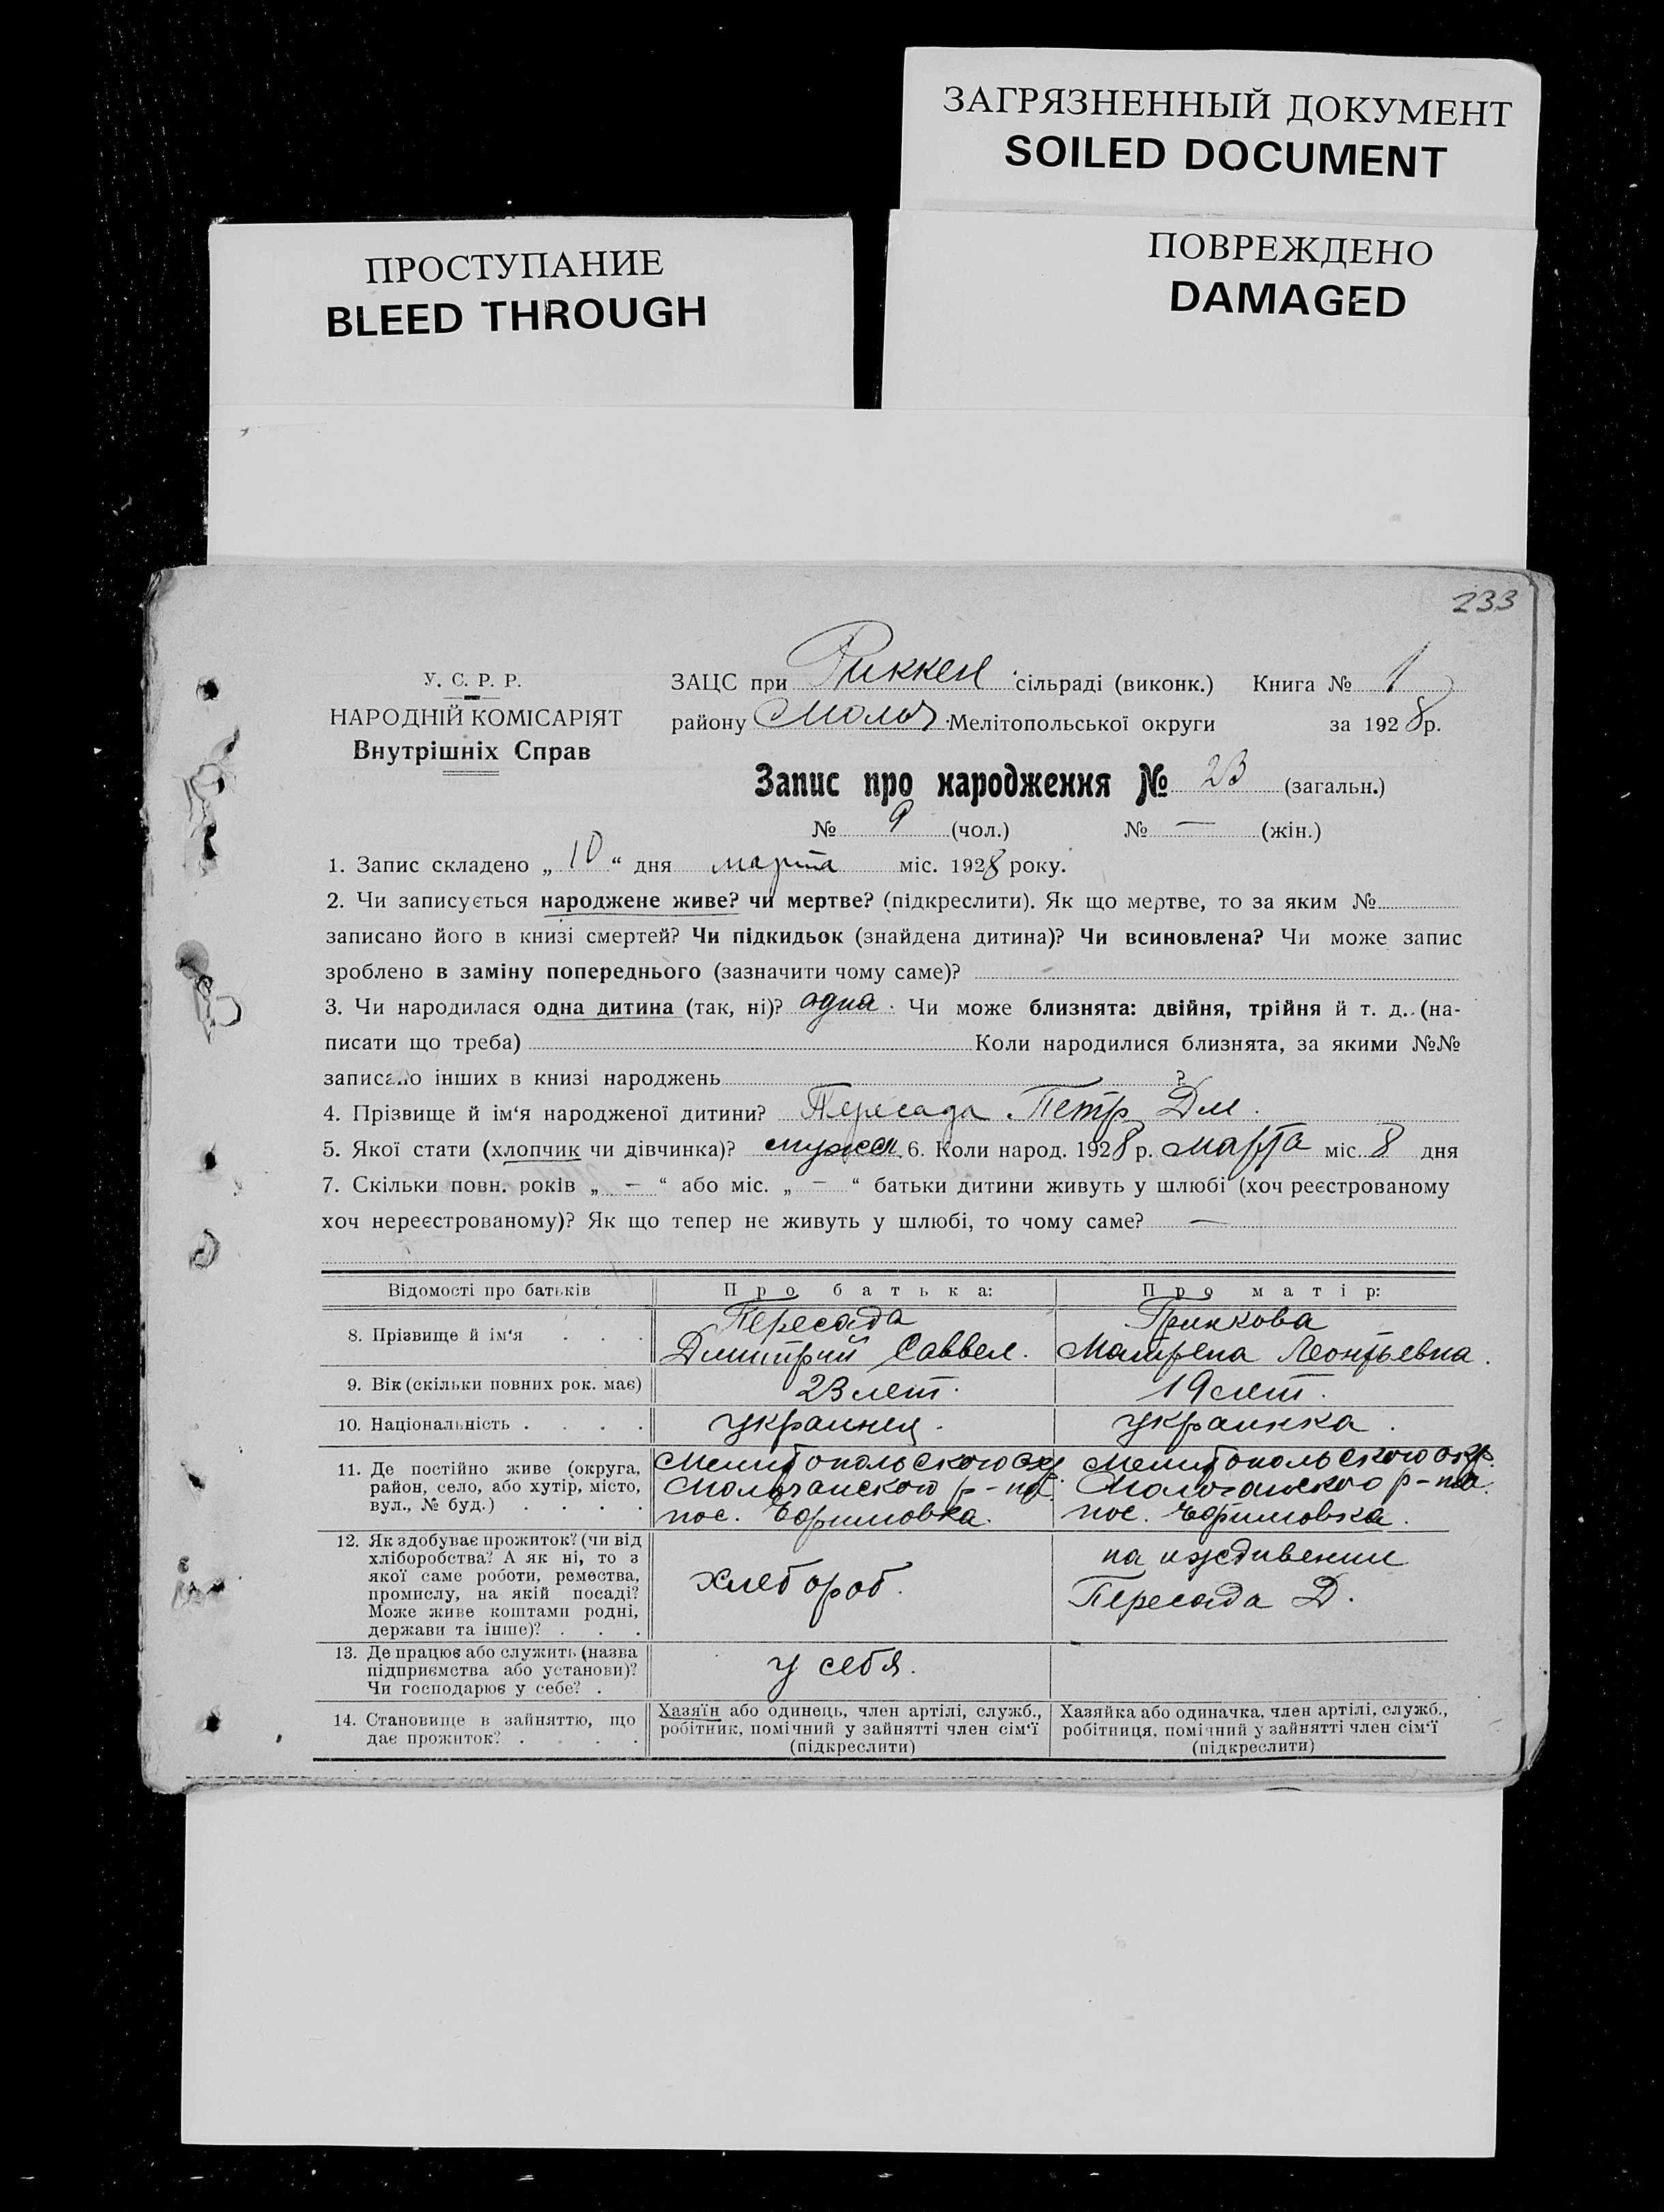 ЗАГРЯЗНЕННЫЙ ДОКУМЕНТ
SOILED DOCUMENT
ПРОСТУПАНИЕ
BLEED THROUGH
ПОВРЕЖДЕНО
DAMAGED
233
У. С. Р. Р.
НАРОДНІЙ КОМІСАРІЯТ
Внутрішніх Справ
ЗАЦС при Риккен сільраді (виконк.) Книга № 1
району Молоч Мелітопольської округи за 1928 р.
Запис про народження № 23 (загальн.)
№ 9 (чол.) № — (жін.)
1. Запис складено „ 10 “ дня марта міс. 1928 року.
2. Чи записується народжене живе? чи мертве? (підкреслити). Як що мертве, то за яким №
записано його в книзі смертей? Чи підкидьок (знайдена дитина)? Чи всиновлена? Чи може запис
зроблено в заміну попереднього (зазначити чому саме)?
3. Чи народилася одна дитина (так, ні)? одна. Чи може близнята: двійня, трійня й т. д. (на-
писати що треба) Коли народилися близнята, за якими №№
записано інших в книзі народжень ?
4. Прізвище й ім‘я народженої дитини? Пересада Петр Дм.
5. Якої стати (хлопчик чи дівчинка)? мужск. 6. Коли народ. 1928 р. марта міс. 8 дня
7. Скільки повн. років „ — “ або міс. „ — “ батьки дитини живуть у шлюбі (хоч реєстрованому
хоч нереєстрованому)? Як що тепер не живуть у шлюбі, то чому саме? —
Відомості про батьків Про батька: Про матір:
8. Прізвище й ім‘я . . . Пересада Дмитрий Саввел. Гринкова Матрена Леонтьевна.
9. Вік (скільки повних рок. має) 23 лет. 19 лет.
10. Національність . . . . украинец. украинка.
11. Де постійно живе (округа, район, село, або хутір, місто, вул., № буд.) . . . .
Мелитопольского окр. Молочанского р-на. пос. Ефимовка.
Мелитопольского окр. Молочанского р-на. пос. Ефимовка.
12. Як здобуває прожиток? (чи від хліборобства? А як ні, то з якої саме роботи, ремества, промислу, на якій посаді? Може живе коштами родні, держави та інше)? . . .
хлебороб.
на иждивении Пересада Д.
13. Де працює або служить (назва підприємства або установи)? Чи господарює у себе? .
у себя.
14. Становище в зайняттю, що дає прожиток? . . . .
Хазяїн або одинець, член артілі, служб., робітник, помічний у зайнятті член сім‘ї (підкреслити)
Хазяйка або одиначка, член артілі, служб., робітниця, помічний у зайнятті член сім‘ї (підкреслити)